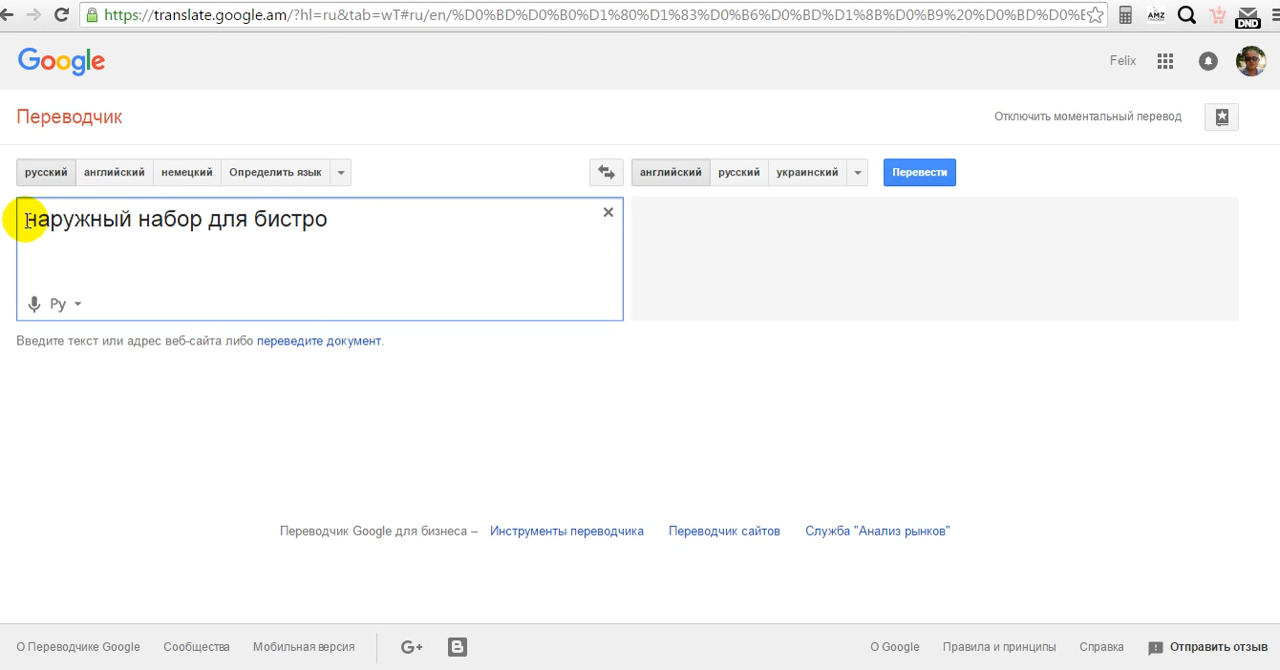 https://translate.google.am/?hl=ru&tab=wT#ru/en/%D0%BD%D0%B0%D1%80%D1%83%D0%B6%D0%BD%D1%8B%D0%B9%20%D0%BD%D0%
AMZ
DND
Google
Felix
Переводчик
Отключить моментальный перевод
русский английский немецкий Определить язык
английский русский украинский Перевести
наружный набор для бистро
Ру
Введите текст или адрес веб-сайта либо переведите документ.
Переводчик Google для бизнеса – Инструменты переводчика Переводчик сайтов Служба "Анализ рынков"
О Переводчике Google Сообщества Мобильная версия G+ О Google Правила и принципы Справка Отправить отзыв